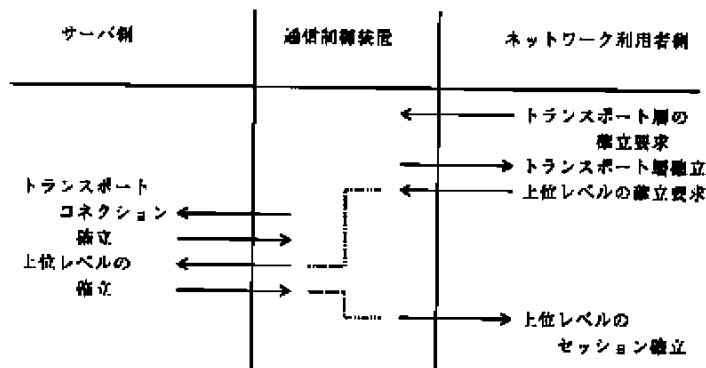 サーバ側
通信制御装置
ネットワーク利用者側
トランスポート層の
確立要求
トランスポート層確立
上位レベルの確立要求
トランスポート
コネクション
確立
上位レベルの
確立
上位レベルの
セッション確立